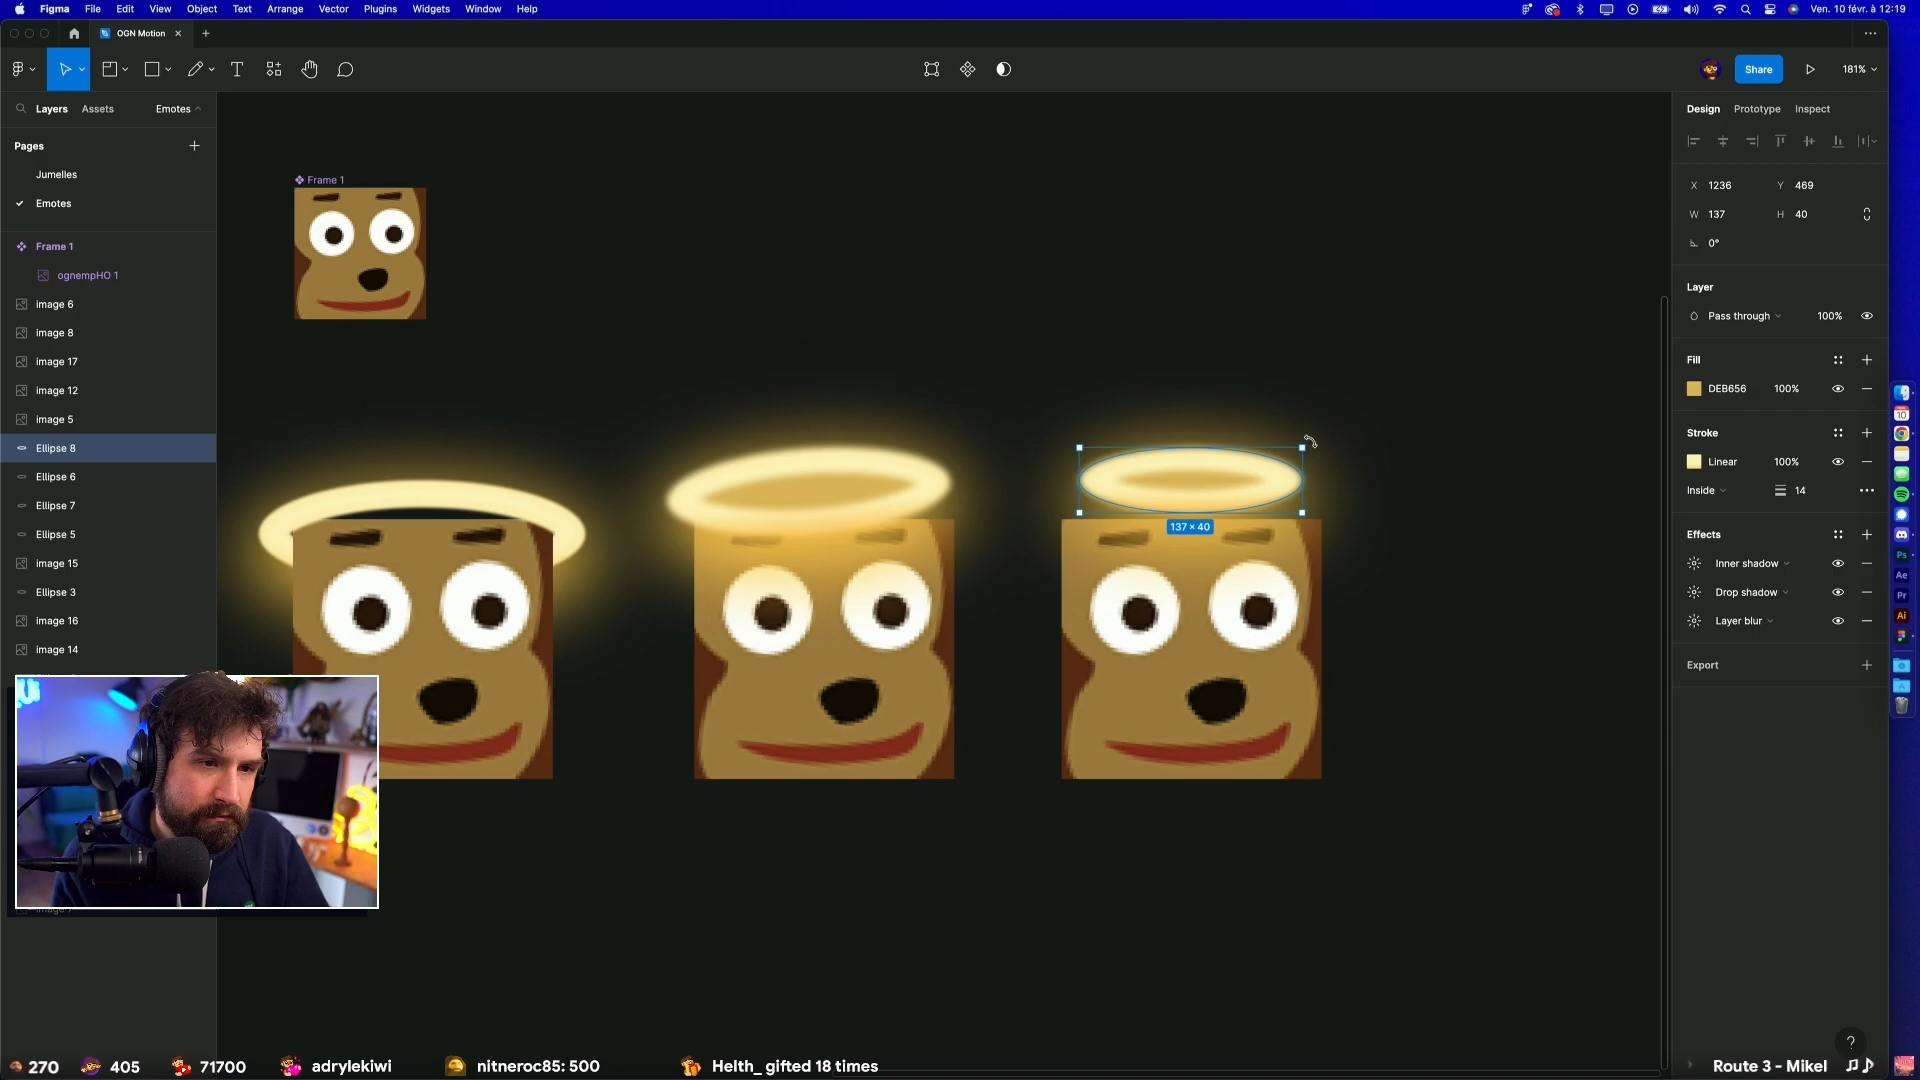 Figma File Edit View Object Text Arrange Vector Plugins Widgets Window Help
Ven. 10 févr. à 12:19
OGN Motion
Share
181%
Layers Assets Emotes
Pages
Jumelles
Emotes
Frame 1
ognempHO 1
image 6
image 8
image 17
image 12
image 5
Ellipse 8
Ellipse 6
Ellipse 7
Ellipse 5
image 15
Ellipse 3
image 16
image 14
Frame 1
137 × 40
Design Prototype Inspect
X 1236 Y 469
W 137 H 40
0°
Layer
Pass through 100%
Fill
DEB656 100%
Stroke
Linear 100%
Inside 14
Effects
Inner shadow
Drop shadow
Layer blur
Export
10
Ps
Ae
Pr
Ai
?
270 405 71700 adrylekiwi nitneroc85: 500 Helth_ gifted 18 times Route 3 - Mikel